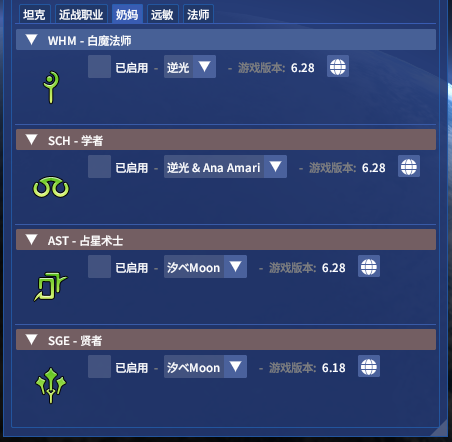 坦克 近战职业 奶妈 远敏 法师
WHM - 白魔法师
已启用 - 逆光 - 游戏版本: 6.28
SCH - 学者
已启用 - 逆光 & Ana Amari - 游戏版本: 6.28
AST - 占星术士
已启用 - 汐べMoon - 游戏版本: 6.28
SGE - 贤者
已启用 - 汐べMoon - 游戏版本: 6.18